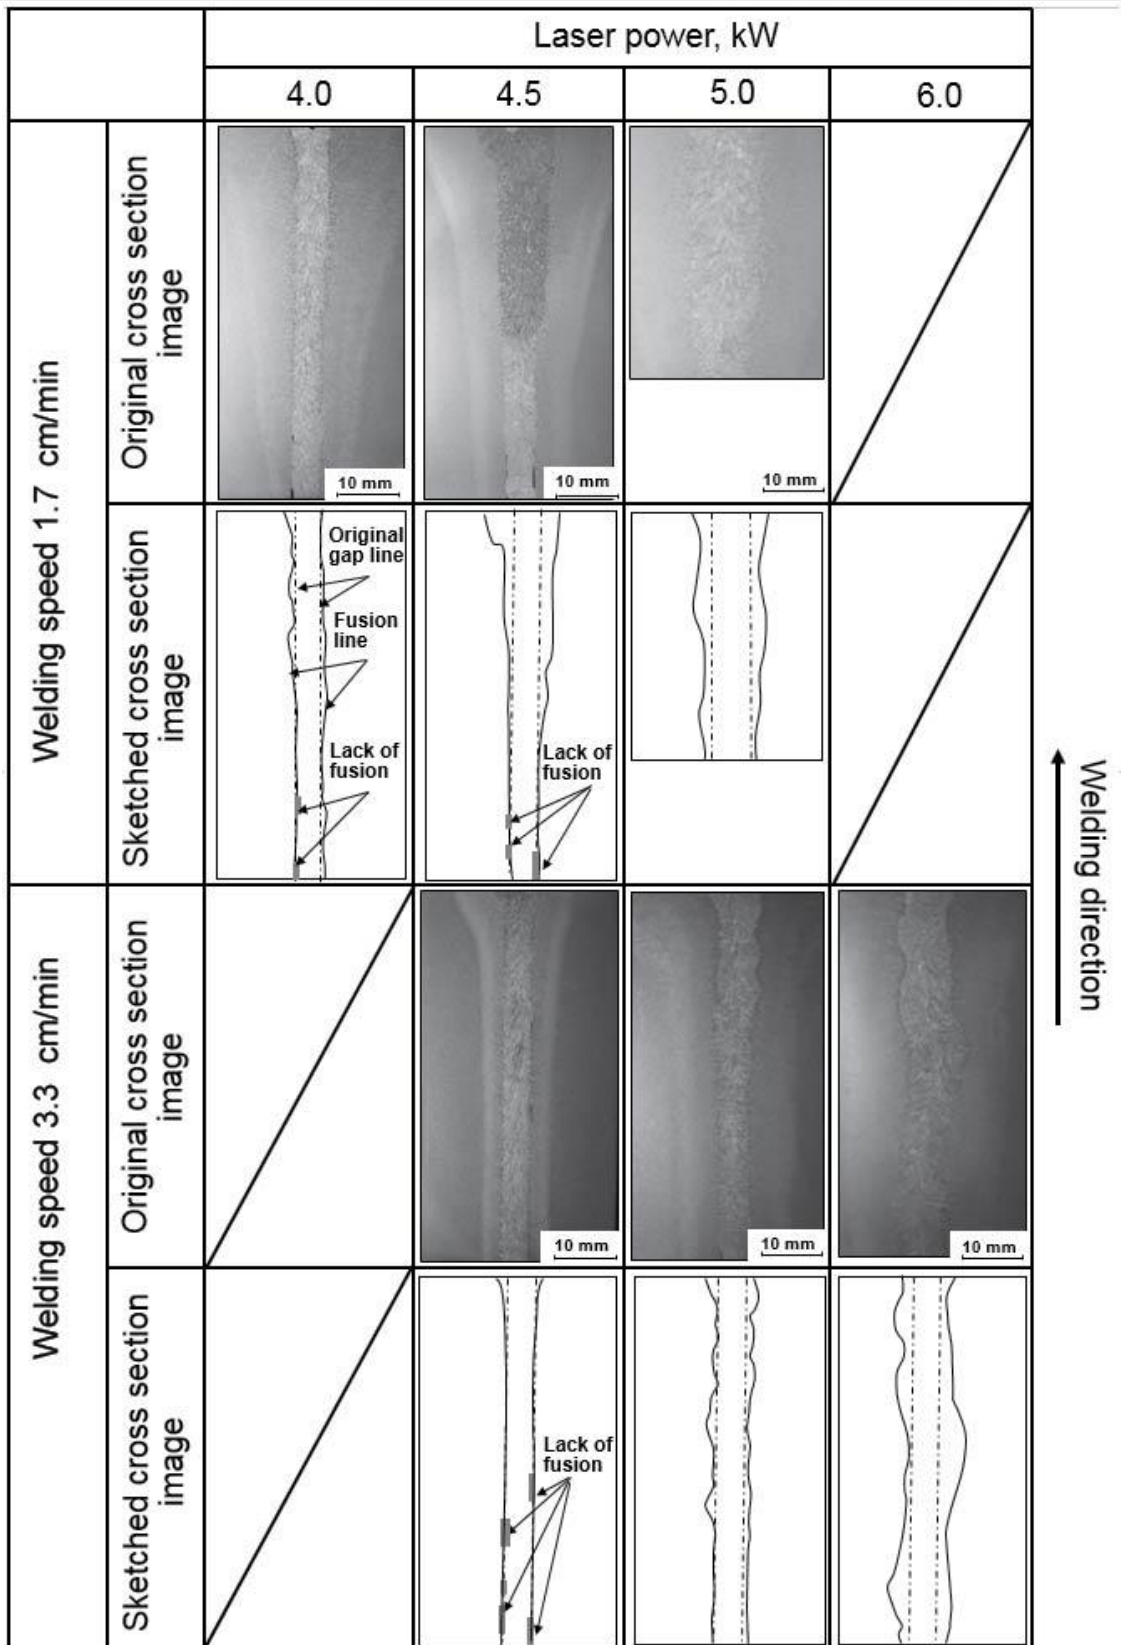 Laser power, kW
4.0
4.5
5.0
6.0
Welding speed 1.7 cm/min
Original cross section
image
10 mm
10 mm
10 mm
Sketched cross section
image
Original
gap line
Fusion
line
Lack of
fusion
Lack of
fusion
Welding direction
Welding speed 3.3 cm/min
Original cross section
image
10 mm
10 mm
10 mm
Sketched cross section
image
Lack of
fusion